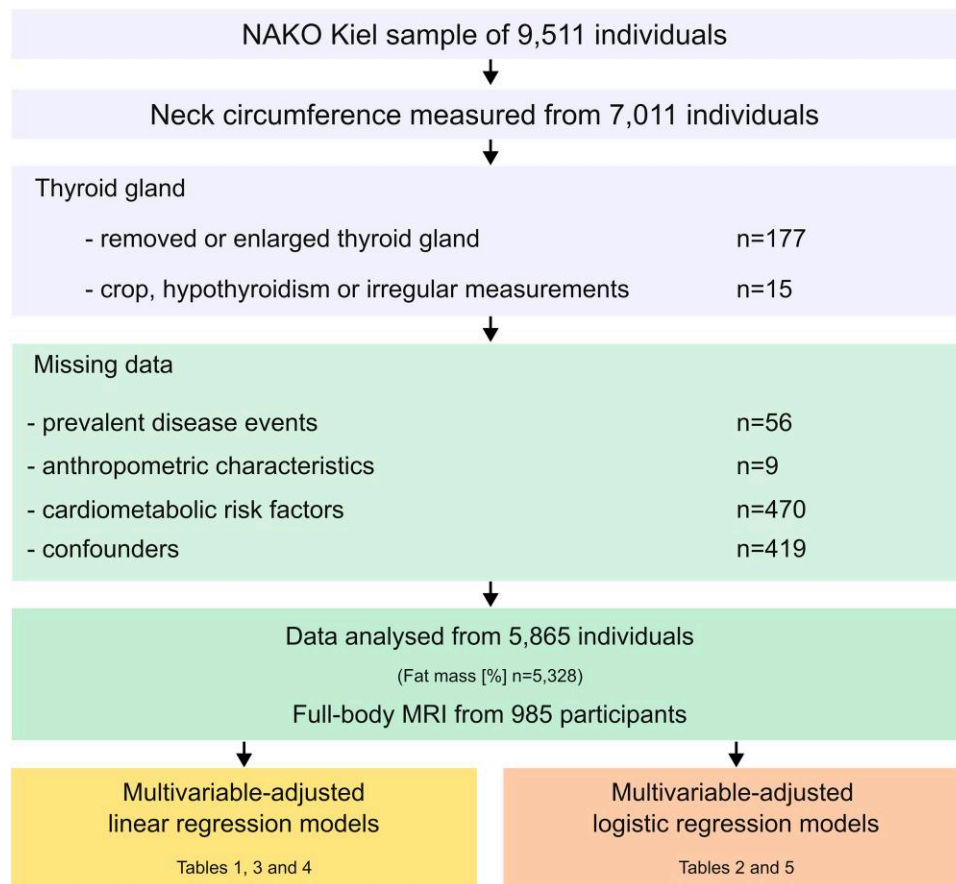 NAKO Kiel sample of 9,511 individuals
Neck circumference measured from 7,011 individuals
Thyroid gland
- removed or enlarged thyroid gland n=177
- crop, hypothyroidism or irregular measurements n=15
Missing data
- prevalent disease events n=56
- anthropometric characteristics n=9
- cardiometabolic risk factors n=470
- confounders n=419
Data analysed from 5,865 individuals
(Fat mass [%] n=5,328)
Full-body MRI from 985 participants
Multivariable-adjusted
linear regression models
Tables 1, 3 and 4
Multivariable-adjusted
logistic regression models
Tables 2 and 5